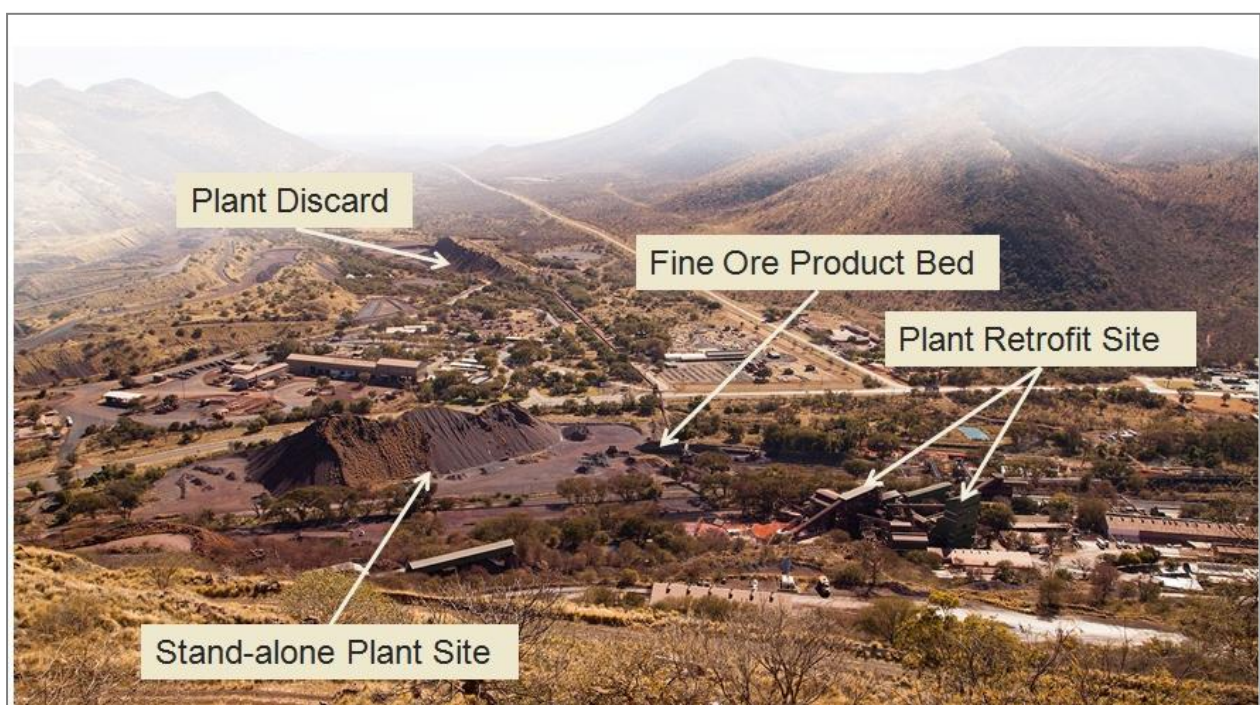 Plant Discard
Fine Ore Product Bed
Plant Retrofit Site
Stand-alone Plant Site